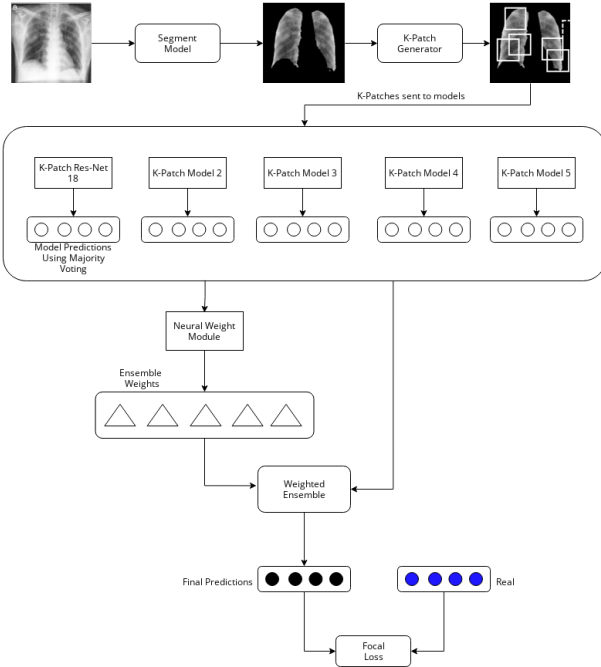 Segment
Model
K-Patch
Generator
K-Patches sent to models
K-Patch Res-Net
18
K-Patch Model 2
K-Patch Model 3
K-Patch Model 4
K-Patch Model 5
Model Predictions
Using Majority
Voting
Neural Weight
Module
Ensemble
Weights
Weighted
Ensemble
Final Predictions
Real
Focal
Loss